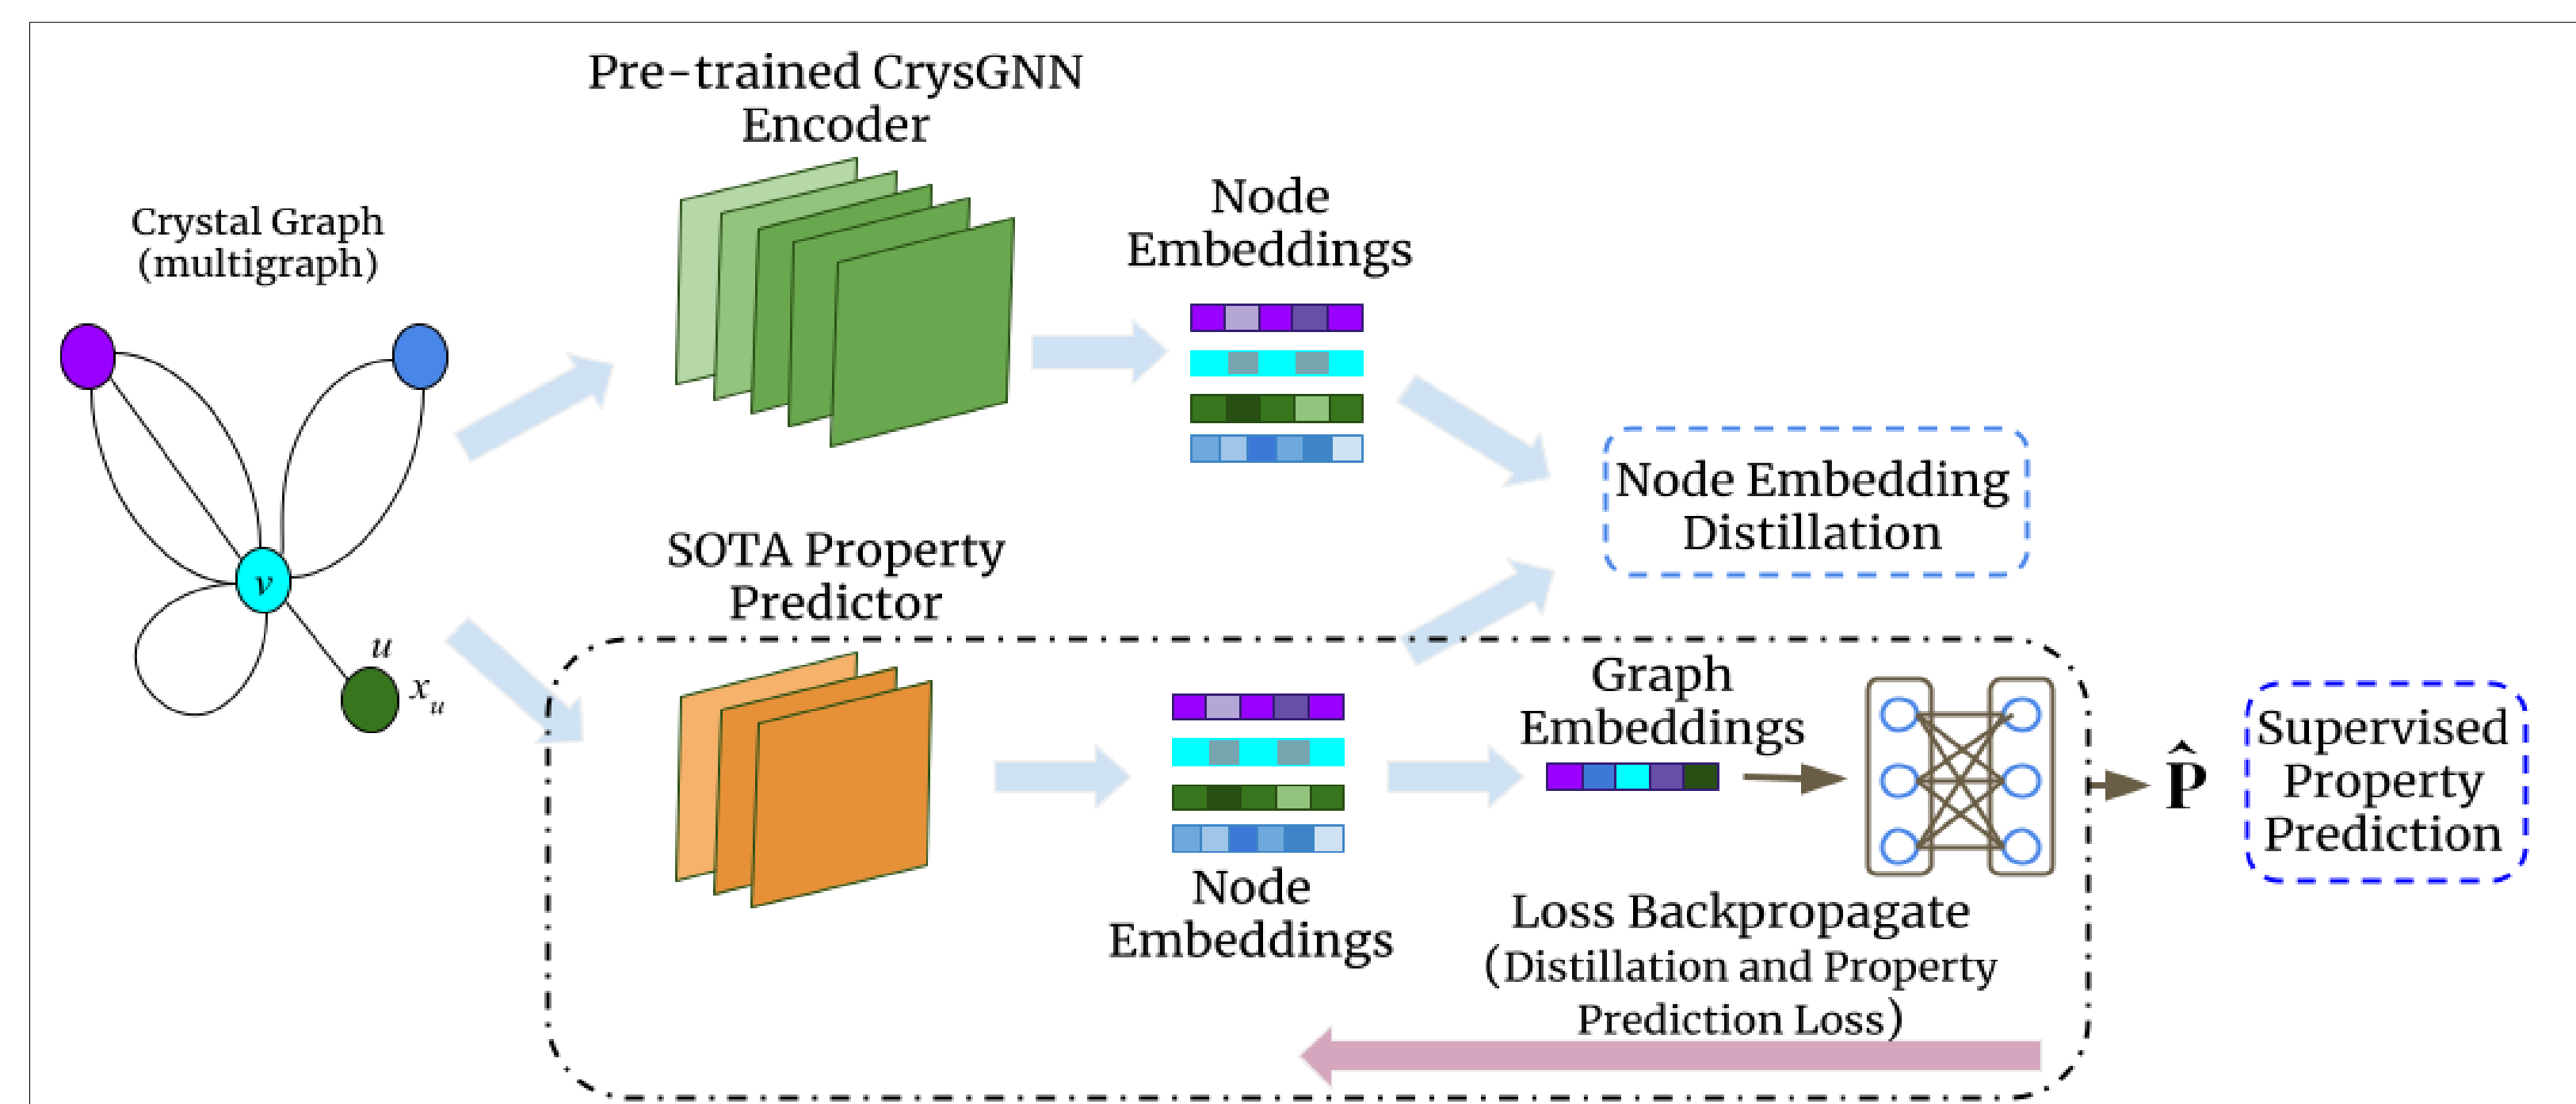 Pre-trained CrysGNN
Encoder
Crystal Graph
(multigraph)
Node
Embeddings
v
u
x_u
Node Embedding
Distillation
SOTA Property
Predictor
Node
Embeddings
Graph
Embeddings
P̂
Supervised
Property
Prediction
Loss Backpropagate
(Distillation and Property
Prediction Loss)